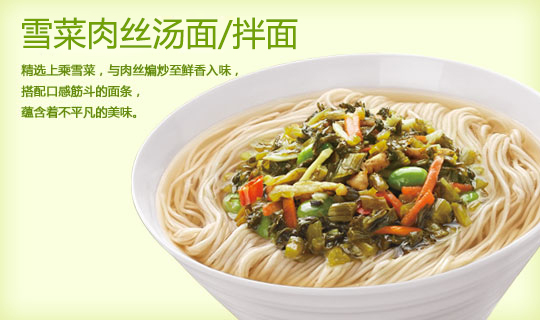 雪菜肉丝汤面/拌面
精选上乘雪菜，与肉丝煸炒至鲜香入味，
搭配口感筋斗的面条，
蕴含着不平凡的美味。